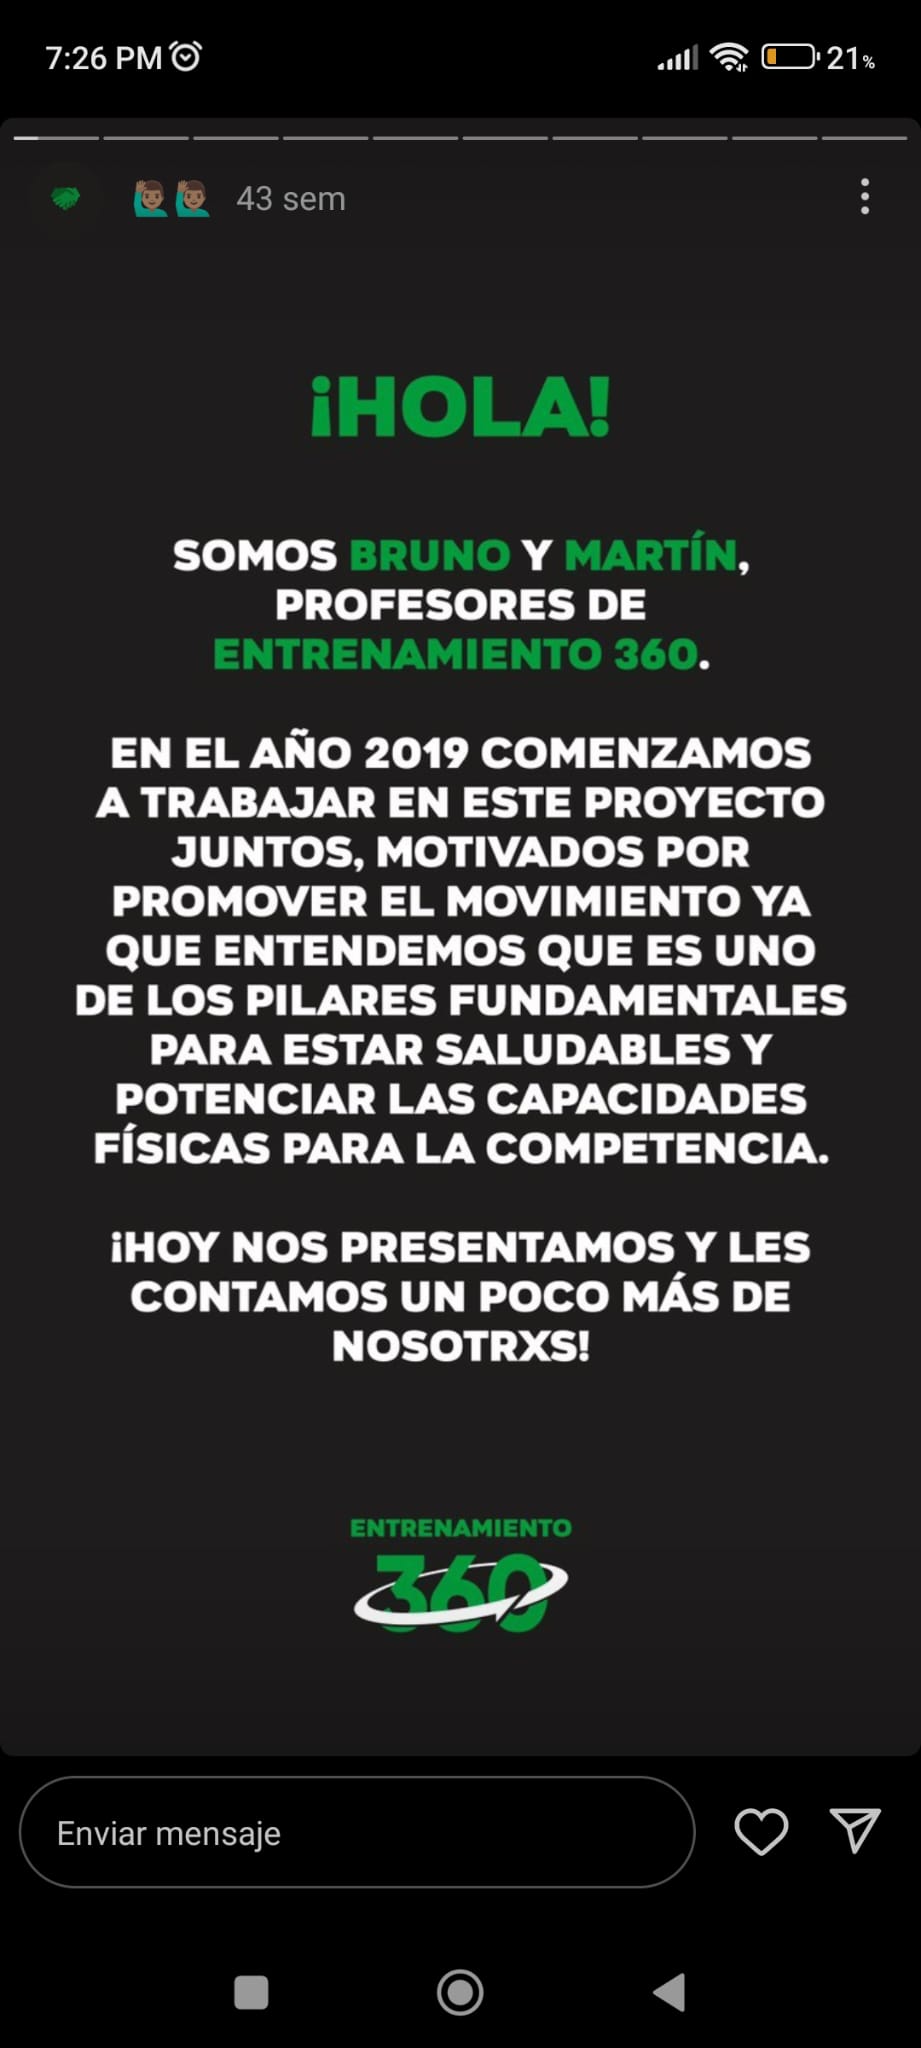 7:26 PM
21%
43 sem
¡HOLA!
SOMOS BRUNO Y MARTÍN,
PROFESORES DE
ENTRENAMIENTO 360.
EN EL AÑO 2019 COMENZAMOS
A TRABAJAR EN ESTE PROYECTO
JUNTOS, MOTIVADOS POR
PROMOVER EL MOVIMIENTO YA
QUE ENTENDEMOS QUE ES UNO
DE LOS PILARES FUNDAMENTALES
PARA ESTAR SALUDABLES Y
POTENCIAR LAS CAPACIDADES
FÍSICAS PARA LA COMPETENCIA.
¡HOY NOS PRESENTAMOS Y LES
CONTAMOS UN POCO MÁS DE
NOSOTRXS!
ENTRENAMIENTO
360
Enviar mensaje